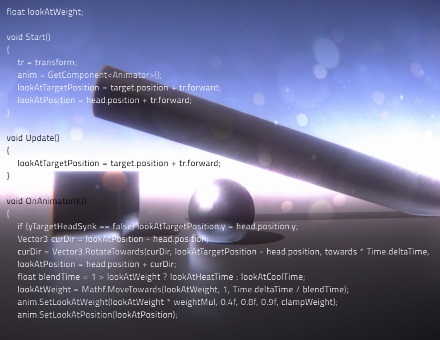 float lookAtWeight;
void Start()
{
tr = transform;
anim = GetComponent<Animator>();
lookAtTargetPosition = target.position + tr.forward;
lookAtPosition = head.position + tr.forward;
}
void Update()
{
lookAtTargetPosition = target.position + tr.forward;
}
void OnAnimatorIK()
{
if (yTargetHeadSynk == false) lookAtTargetPosition.y = head.position.y;
Vector3 curDir = lookAtPosition - head.position;
curDir = Vector3.RotateTowards(curDir, lookAtTargetPosition - head.position, towards * Time.deltaTime,
lookAtPosition = head.position + curDir;
float blendTime = 1 > lookAtWeight ? lookAtHeatTime : lookAtCoolTime;
lookAtWeight = Mathf.MoveTowards(lookAtWeight, 1, Time.deltaTime / blendTime);
anim.SetLookAtWeight(lookAtWeight * weightMul, 0.4f, 0.8f, 0.9f, clampWeight);
anim.SetLookAtPosition(lookAtPosition);